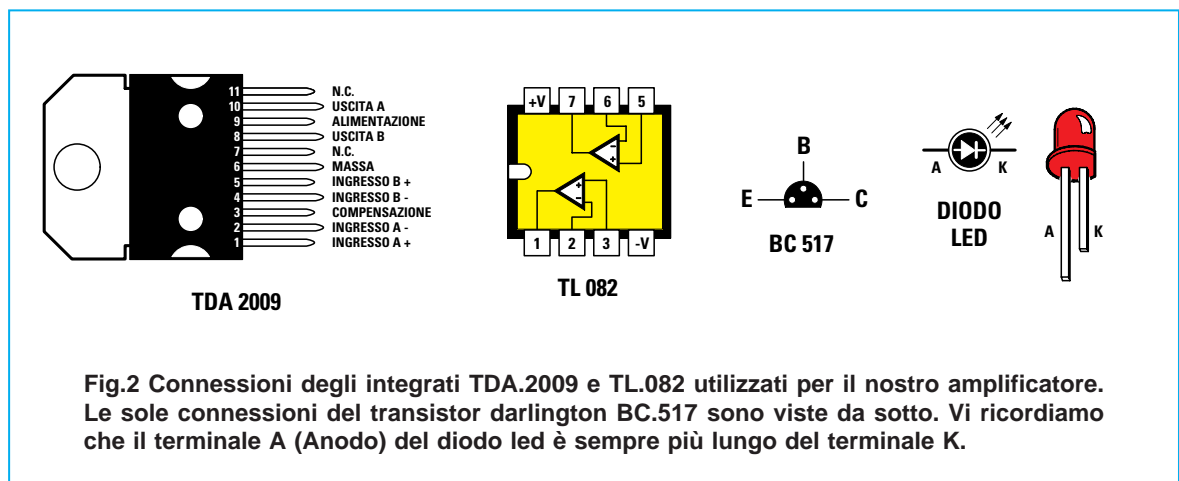 11 N.C.
10 USCITA A
9 ALIMENTAZIONE
8 USCITA B
7 N.C.
6 MASSA
5 INGRESSO B +
4 INGRESSO B -
3 COMPENSAZIONE
2 INGRESSO A -
1 INGRESSO A +
TDA 2009
+V 7 6 5
- +
+ -
1 2 3 -V
TL 082
B
E C
BC 517
A K
DIODO
LED
A K
Fig.2 Connessioni degli integrati TDA.2009 e TL.082 utilizzati per il nostro amplificatore.
Le sole connessioni del transistor darlington BC.517 sono viste da sotto. Vi ricordiamo
che il terminale A (Anodo) del diodo led è sempre più lungo del terminale K.